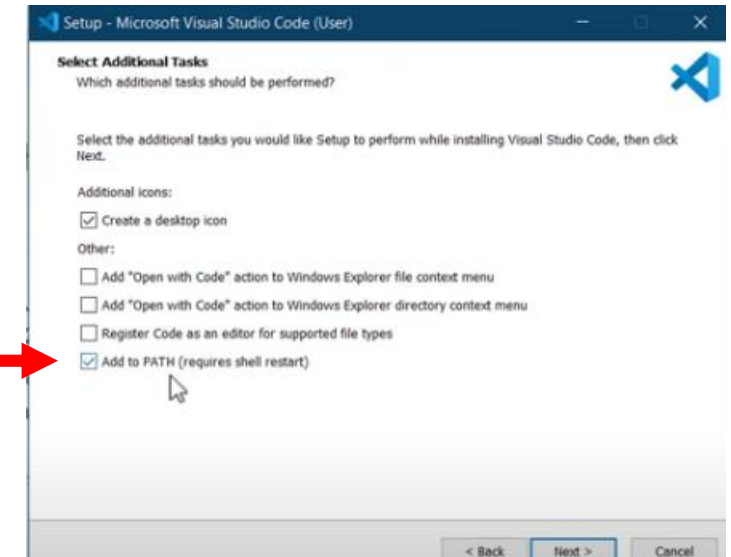 Setup - Microsoft Visual Studio Code (User)
Select Additional Tasks
Which additional tasks should be performed?
Select the additional tasks you would like Setup to perform while installing Visual Studio Code, then click
Next.
Additional icons:
Create a desktop icon
Other:
Add "Open with Code" action to Windows Explorer file context menu
Add "Open with Code" action to Windows Explorer directory context menu
Register Code as an editor for supported file types
Add to PATH (requires shell restart)
< Back Next > Cancel